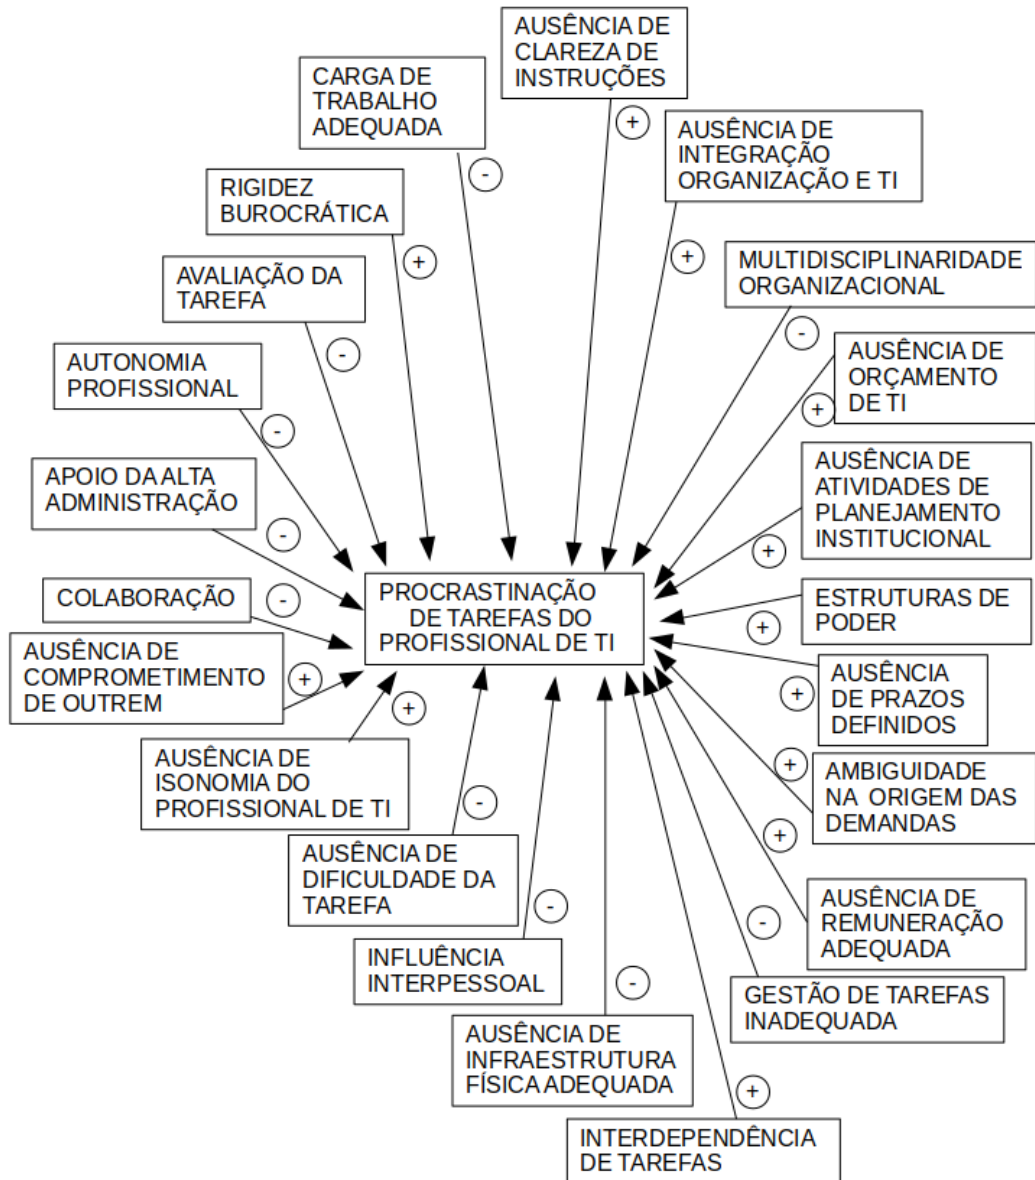 AUSÊNCIA DE
CLAREZA DE
INSTRUÇÕES
+
CARGA DE
TRABALHO
ADEQUADA
-
AUSÊNCIA DE
INTEGRAÇÃO
ORGANIZAÇÃO E TI
+
RIGIDEZ
BUROCRÁTICA
+
MULTIDISCIPLINARIDADE
ORGANIZACIONAL
-
AVALIAÇÃO DA
TAREFA
-
AUSÊNCIA DE
ORÇAMENTO
DE TI
+
AUTONOMIA
PROFISSIONAL
-
AUSÊNCIA DE
ATIVIDADES DE
PLANEJAMENTO
INSTITUCIONAL
+
APOIO DA ALTA
ADMINISTRAÇÃO
-
PROCRASTINAÇÃO
DE TAREFAS DO
PROFISSIONAL DE TI
COLABORAÇÃO
-
ESTRUTURAS DE
PODER
+
AUSÊNCIA DE
COMPROMETIMENTO
DE OUTREM
+
AUSÊNCIA
DE PRAZOS
DEFINIDOS
+
AUSÊNCIA DE
ISONOMIA DO
PROFISSIONAL DE TI
+
AMBIGUIDADE
NA ORIGEM DAS
DEMANDAS
+
AUSÊNCIA DE
DIFICULDADE DA
TAREFA
-
AUSÊNCIA DE
REMUNERAÇÃO
ADEQUADA
+
INFLUÊNCIA
INTERPESSOAL
-
GESTÃO DE TAREFAS
INADEQUADA
-
AUSÊNCIA DE
INFRAESTRUTURA
FÍSICA ADEQUADA
-
INTERDEPENDÊNCIA
DE TAREFAS
+